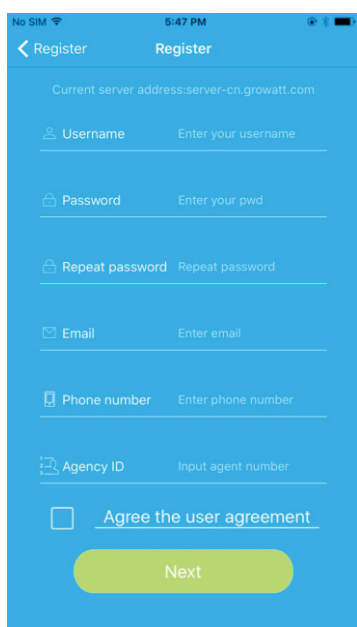 No SIM 5:47 PM
Register Register
Current server address:server-cn.growatt.com
Username Enter your username
Password Enter your pwd
Repeat password Repeat password
Email Enter email
Phone number Enter phone number
Agency ID Input agent number
Agree the user agreement
Next